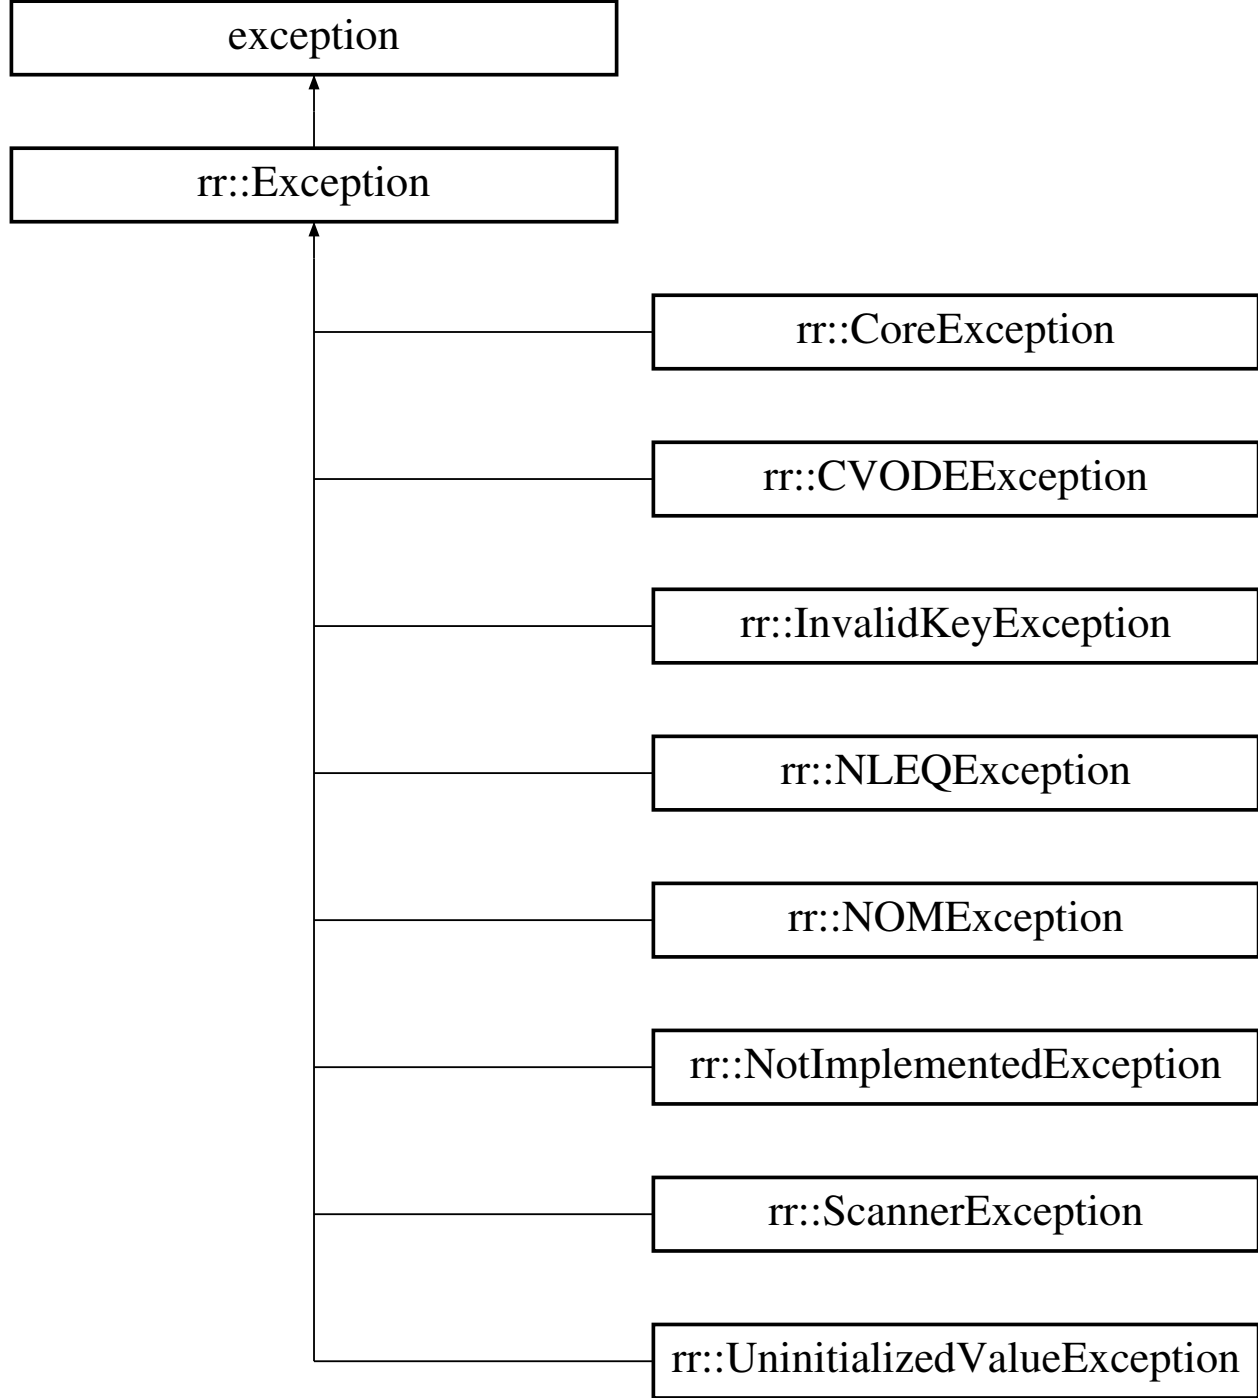 exception
rr::Exception
rr::CoreException
rr::CVODEException
rr::InvalidKeyException
rr::NLEQException
rr::NOMException
rr::NotImplementedException
rr::ScannerException
rr::UninitializedValueException